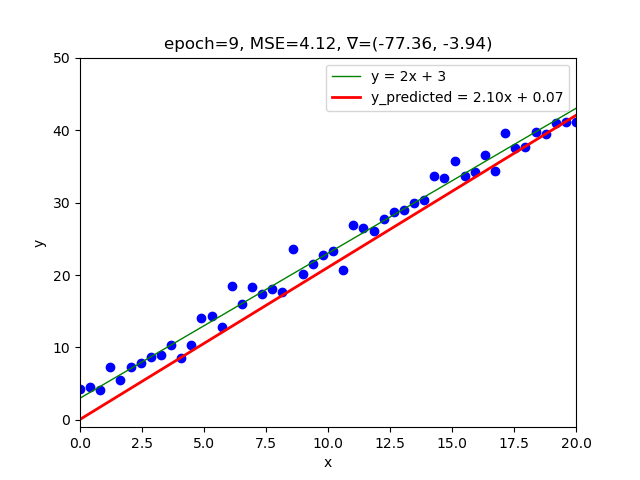 epoch=9, MSE=4.12, ∇=(-77.36, -3.94)
y = 2x + 3
y_predicted = 2.10x + 0.07
50
40
30
20
10
0
y
0.0 2.5 5.0 7.5 10.0 12.5 15.0 17.5 20.0
x